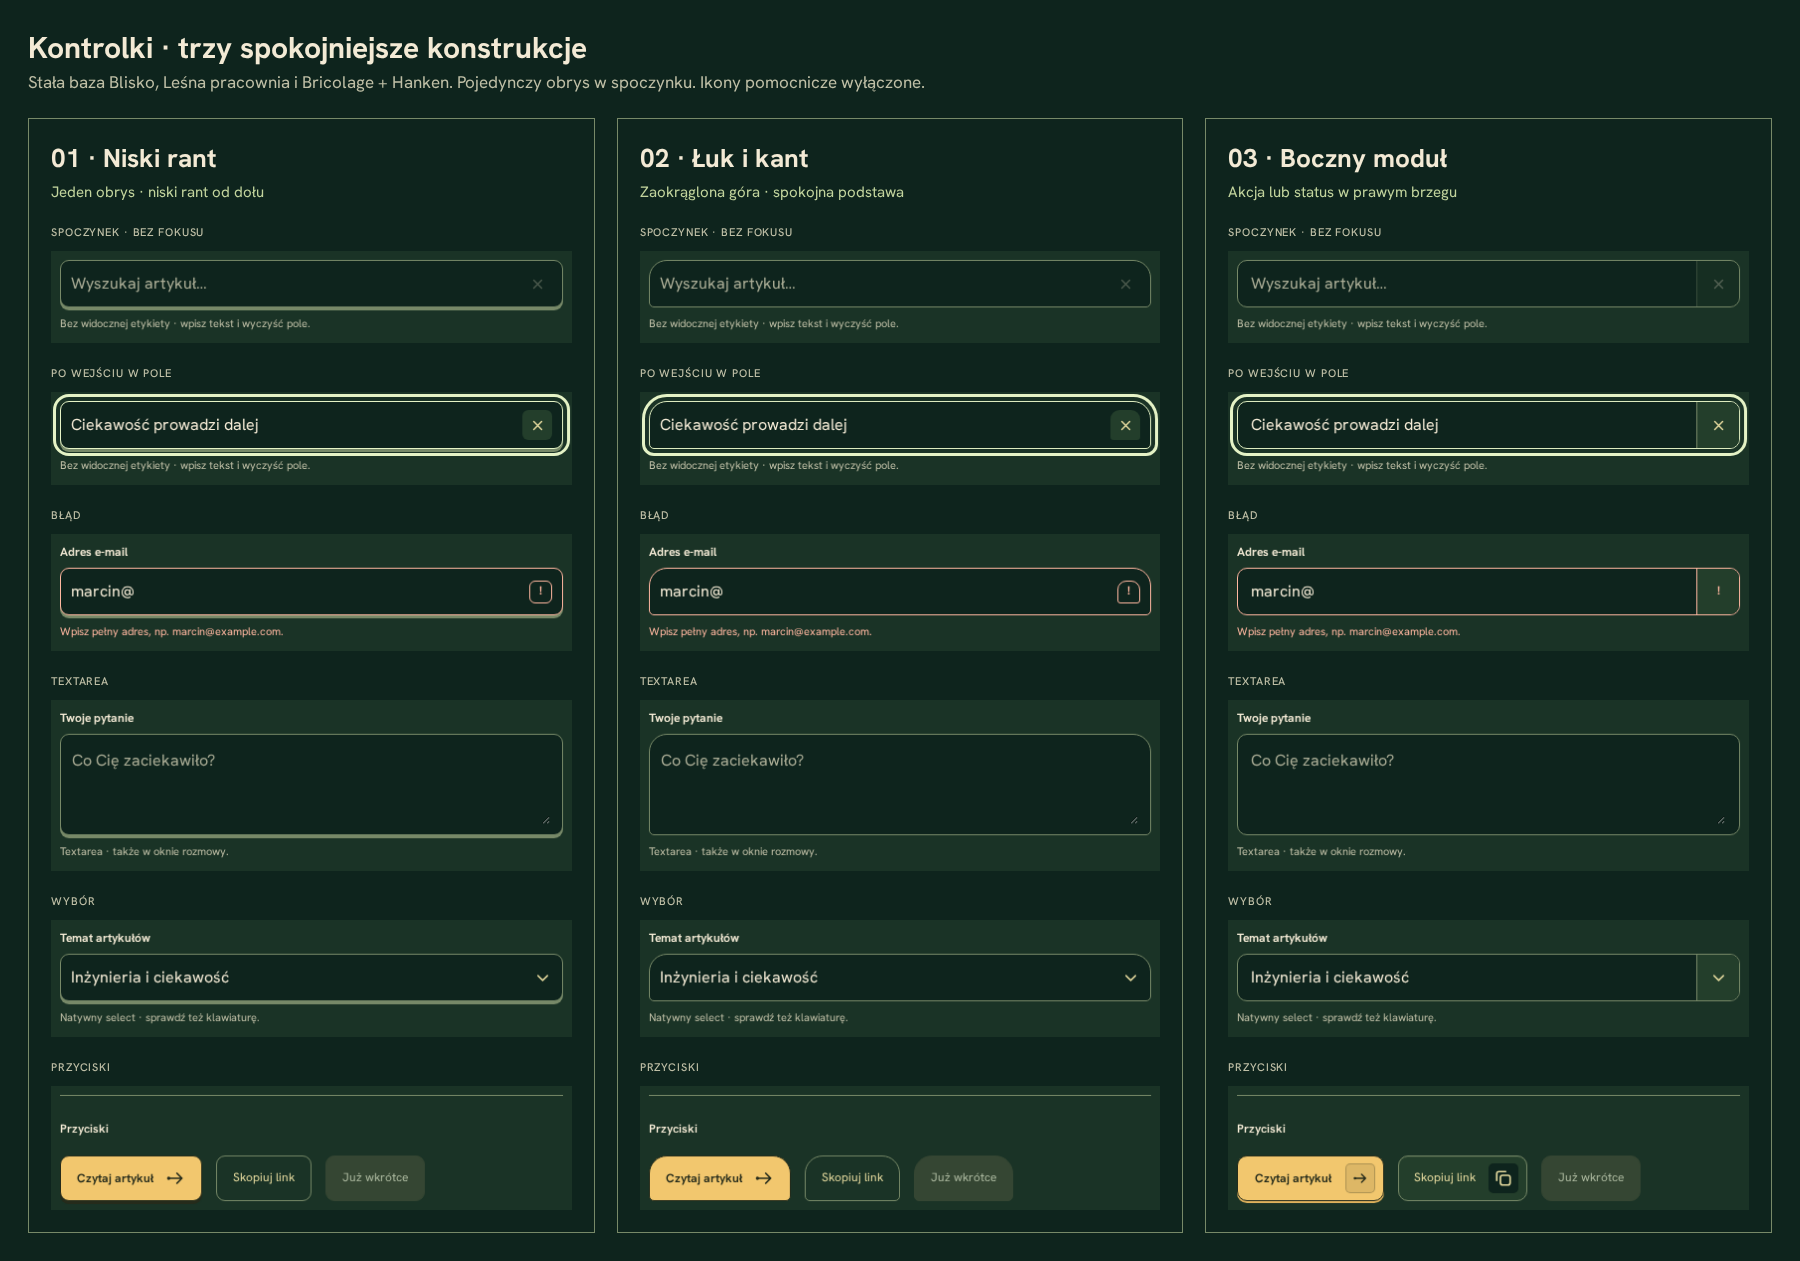 Kontrolki · trzy spokojniejsze konstrukcje
Stała baza Blisko, Leśna pracownia i Bricolage + Hanken. Pojedynczy obrys w spoczynku. Ikony pomocnicze wyłączone.
01 · Niski rant
Jeden obrys · niski rant od dołu
SPOCZYNEK · BEZ FOKUSU
Wyszukaj artykuł...
Bez widocznej etykiety · wpisz tekst i wyczyść pole.
PO WEJŚCIU W POLE
Ciekawość prowadzi dalej
Bez widocznej etykiety · wpisz tekst i wyczyść pole.
BŁĄD
Adres e-mail
marcin@
!
Wpisz pełny adres, np. marcin@example.com.
TEXTAREA
Twoje pytanie
Co Cię zaciekawiło?
Textarea · także w oknie rozmowy.
WYBÓR
Temat artykułów
Inżynieria i ciekawość
Natywny select · sprawdź też klawiaturę.
PRZYCISKI
Przyciski
Czytaj artykuł →
Skopiuj link
Już wkrótce
02 · Łuk i kant
Zaokrąglona góra · spokojna podstawa
SPOCZYNEK · BEZ FOKUSU
Wyszukaj artykuł...
Bez widocznej etykiety · wpisz tekst i wyczyść pole.
PO WEJŚCIU W POLE
Ciekawość prowadzi dalej
Bez widocznej etykiety · wpisz tekst i wyczyść pole.
BŁĄD
Adres e-mail
marcin@
!
Wpisz pełny adres, np. marcin@example.com.
TEXTAREA
Twoje pytanie
Co Cię zaciekawiło?
Textarea · także w oknie rozmowy.
WYBÓR
Temat artykułów
Inżynieria i ciekawość
Natywny select · sprawdź też klawiaturę.
PRZYCISKI
Przyciski
Czytaj artykuł →
Skopiuj link
Już wkrótce
03 · Boczny moduł
Akcja lub status w prawym brzegu
SPOCZYNEK · BEZ FOKUSU
Wyszukaj artykuł...
Bez widocznej etykiety · wpisz tekst i wyczyść pole.
PO WEJŚCIU W POLE
Ciekawość prowadzi dalej
Bez widocznej etykiety · wpisz tekst i wyczyść pole.
BŁĄD
Adres e-mail
marcin@
!
Wpisz pełny adres, np. marcin@example.com.
TEXTAREA
Twoje pytanie
Co Cię zaciekawiło?
Textarea · także w oknie rozmowy.
WYBÓR
Temat artykułów
Inżynieria i ciekawość
Natywny select · sprawdź też klawiaturę.
PRZYCISKI
Przyciski
Czytaj artykuł →
Skopiuj link
Już wkrótce